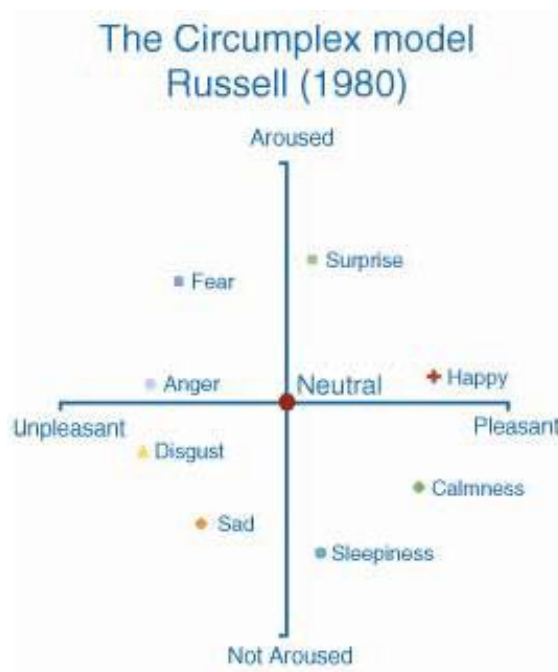 The Circumplex model
Russell (1980)
Aroused
Surprise
Fear
Anger
Neutral
Happy
Unpleasant
Pleasant
Disgust
Calmness
Sad
Sleepiness
Not Aroused